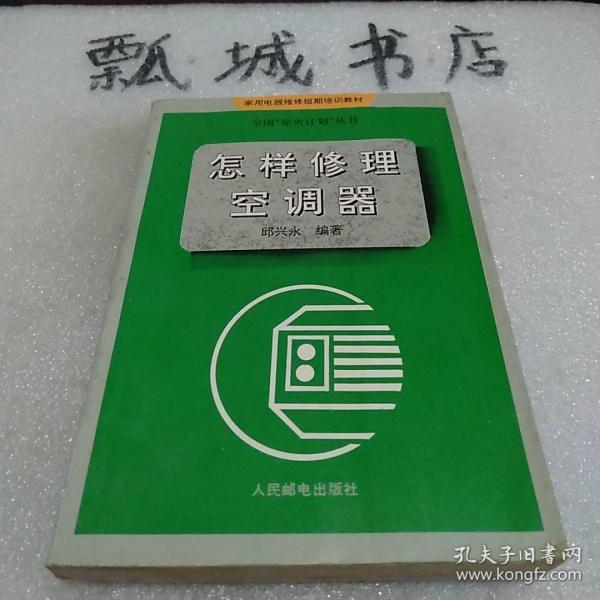 瓢城书店
家用电器维修短期培训教材
全国“星火计划”丛书
怎样修理
空调器
邱兴永 编著
人民邮电出版社
孔夫子旧书网
www.kongfz.com